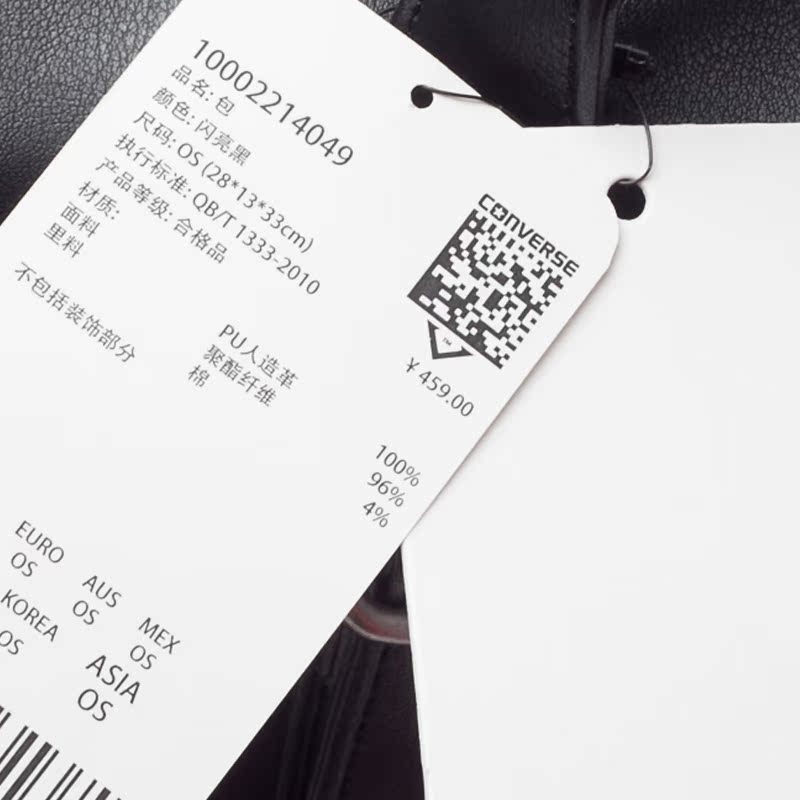 10002214049
品名: 包
颜色: 闪亮黑
尺码: OS (28*13*33cm)
执行标准: QB/T 1333-2010
产品等级: 合格品
材质:
面料 PU人造革 100%
里料 聚酯纤维 96%
棉 4%
不包括装饰部分
CONVERSE
TM
¥ 459.00
EURO AUS MEX
OS OS OS
KOREA ASIA
OS OS